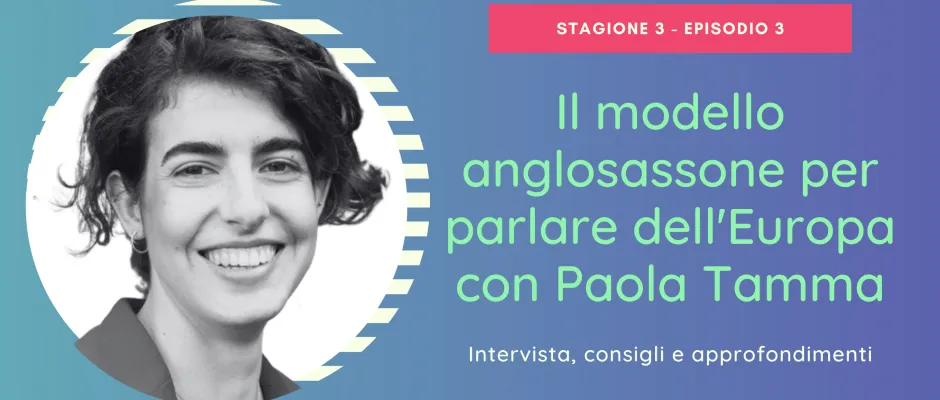 STAGIONE 3 - EPISODIO 3
Il modello
anglosassone per
parlare dell'Europa
con Paola Tamma
Intervista, consigli e approfondimenti